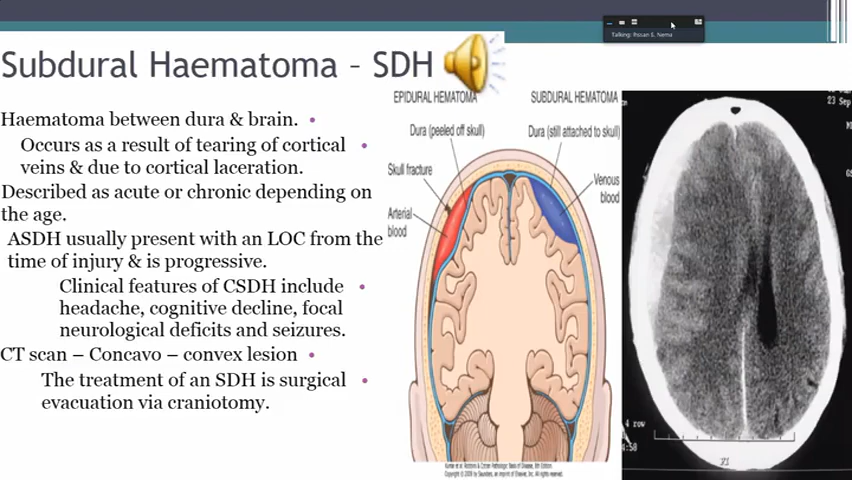 Talking: Rissan S. Nema
Subdural Haematoma – SDH
Haematoma between dura & brain. •
Occurs as a result of tearing of cortical •
veins & due to cortical laceration.
Described as acute or chronic depending on
the age.
ASDH usually present with an LOC from the
time of injury & is progressive.
Clinical features of CSDH include •
headache, cognitive decline, focal
neurological deficits and seizures.
CT scan – Concavo – convex lesion •
The treatment of an SDH is surgical •
evacuation via craniotomy.
EPIDURAL HEMATOMA
SUBDURAL HEMATOMA
Dura (peeled off skull)
Dura (still attached to skull)
Skull fracture
Venous
blood
Arterial
blood
23 Sep
4 row